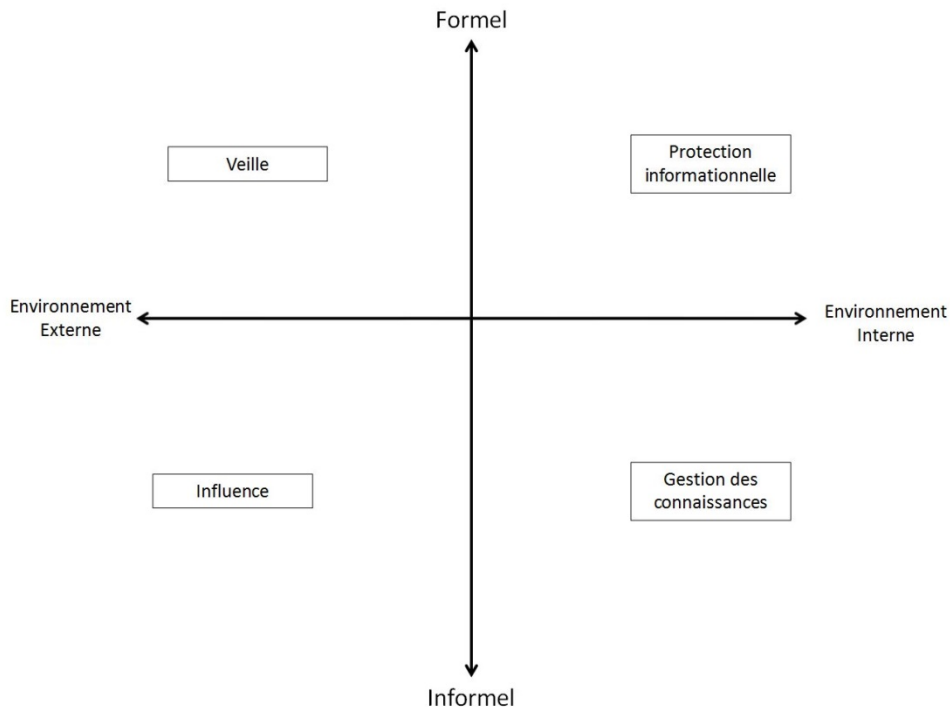 Formel
Veille
Protection
informationnelle
Environnement
Externe
Environnement
Interne
Influence
Gestion des
connaissances
Informel